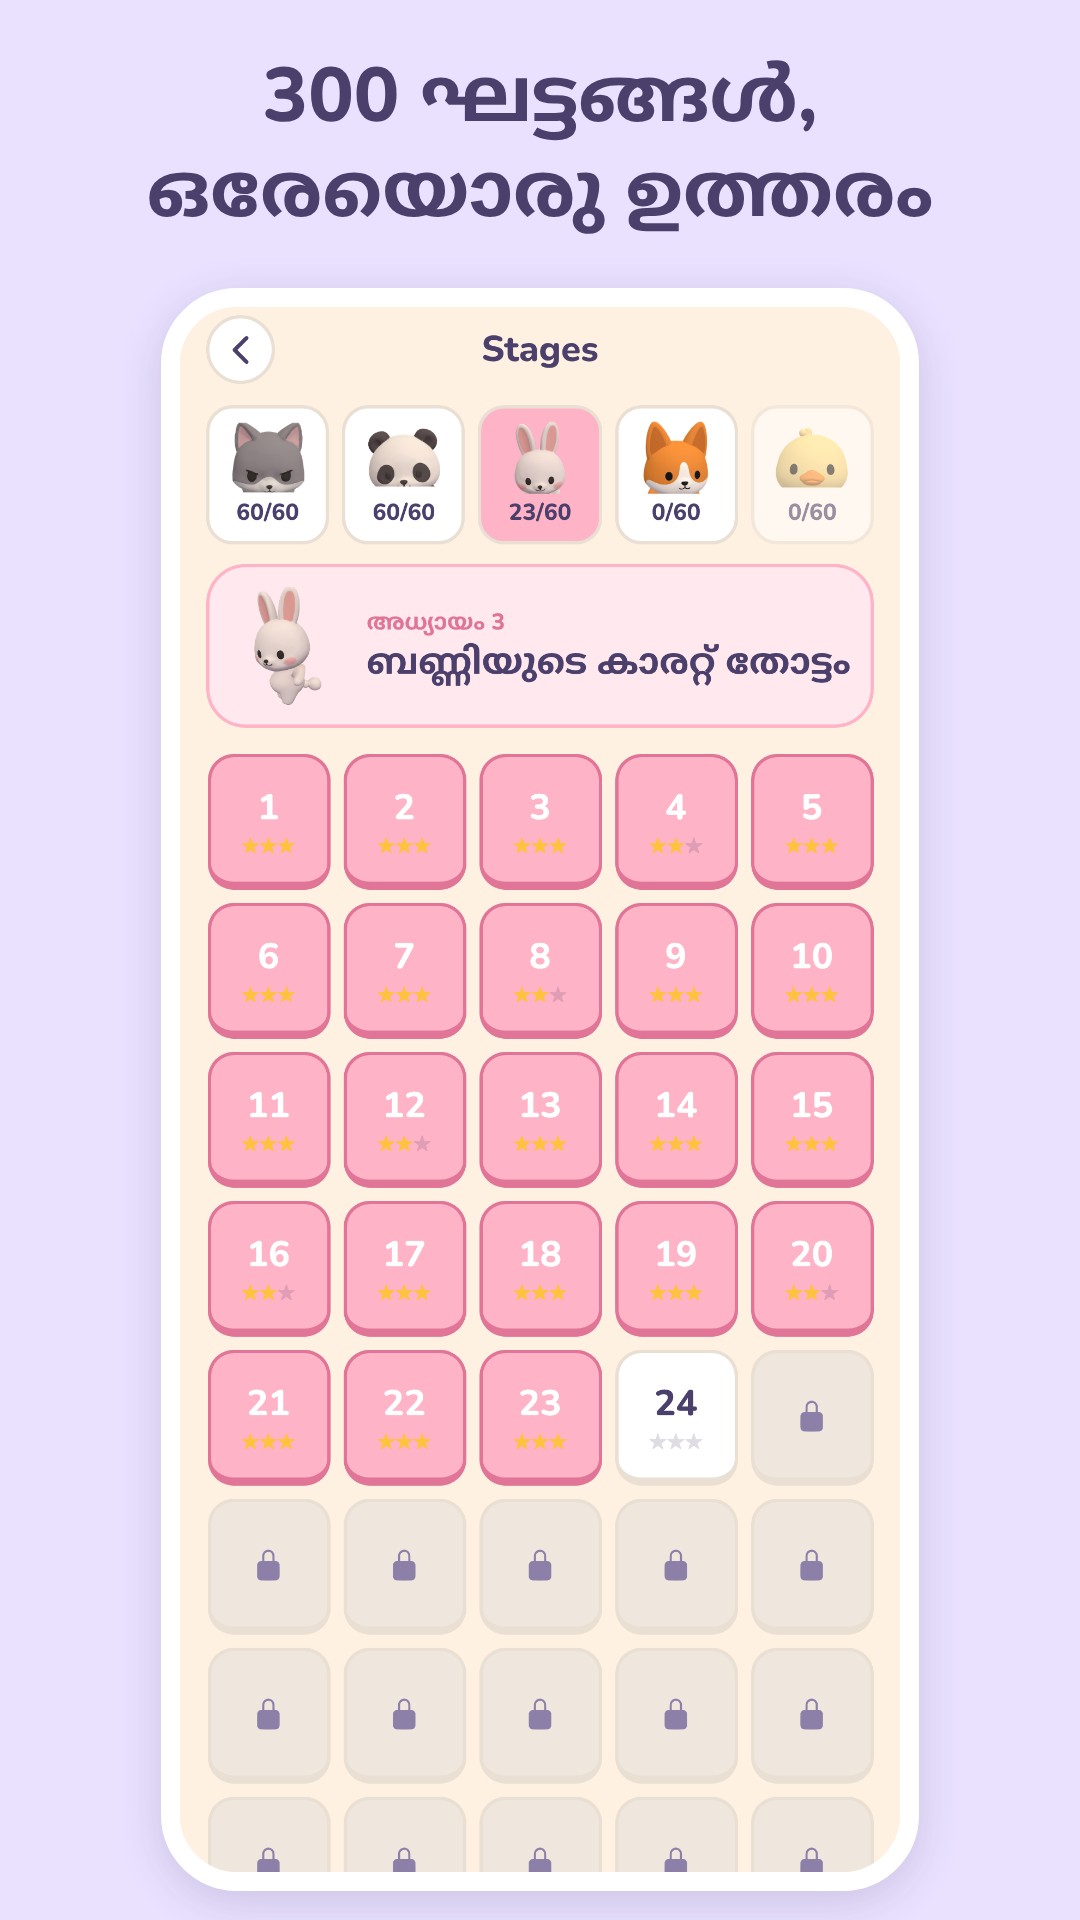 300 ഘട്ടങ്ങൾ,
ഒരേയൊരു ഉത്തരം
Stages
60/60 60/60 23/60 0/60 0/60
അധ്യായം 3
ബണ്ണിയുടെ കാരറ്റ് തോട്ടം
1 2 3 4 5
6 7 8 9 10
11 12 13 14 15
16 17 18 19 20
21 22 23 24